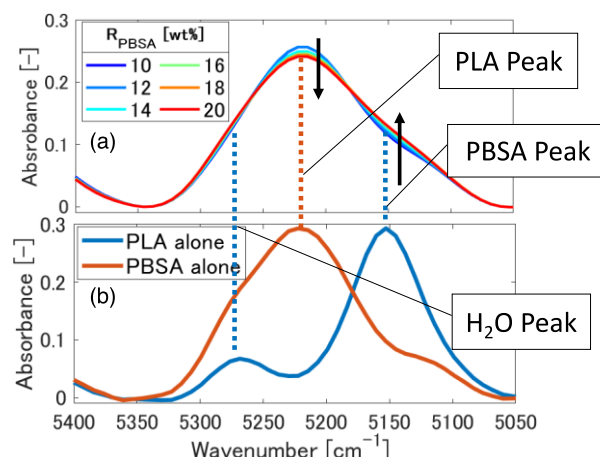 0.3
R_PBSA [wt%]
10 16
12 18
14 20
0.2
0.1
0
Absrobance [-]
(a)
PLA Peak
PBSA Peak
0.3
PLA alone
PBSA alone
0.2
0.1
0
Absorbance [-]
(b)
H₂O Peak
5400 5350 5300 5250 5200 5150 5100 5050
Wavenumber [cm⁻¹]